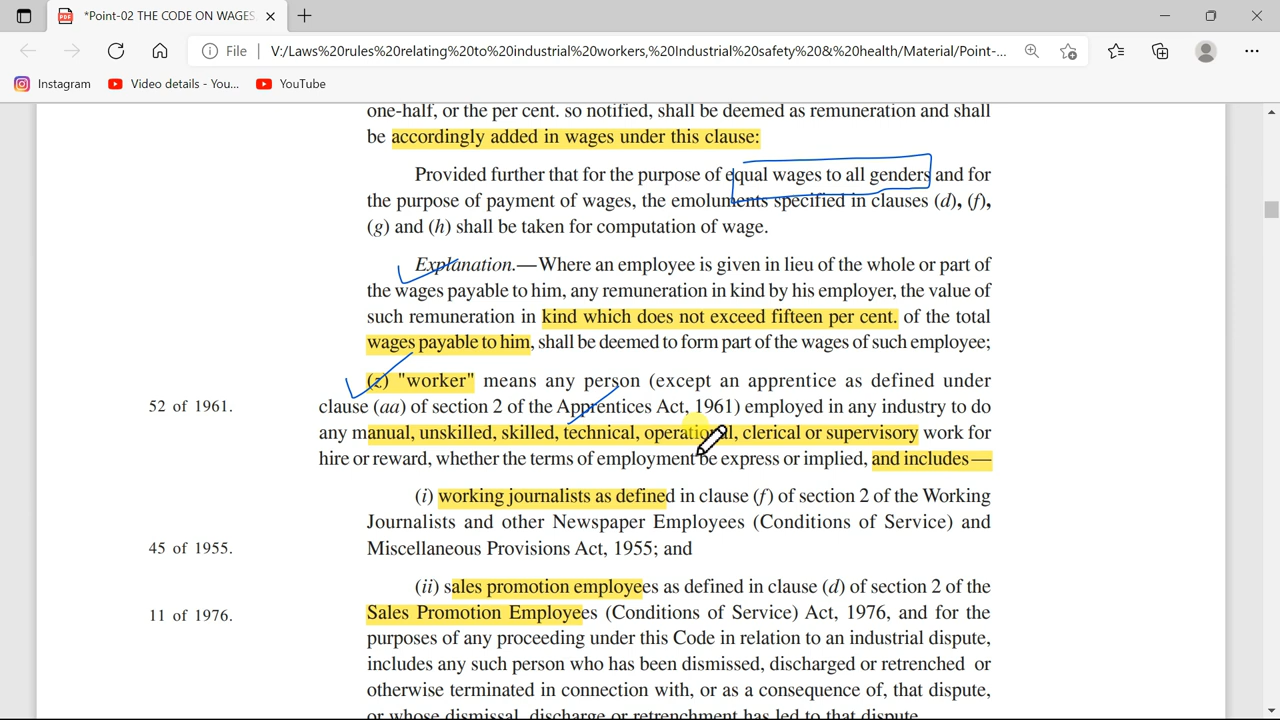 *Point-02 THE CODE ON WAGES
File
V:/Laws%20rules%20relating%20to%20industrial%20workers,%20Industrial%20safety%20&%20health/Material/Point-...
Instagram
Video details - You...
YouTube
one-half, or the per cent. so notified, shall be deemed as remuneration and shall
be accordingly added in wages under this clause:
Provided further that for the purpose of equal wages to all genders and for
the purpose of payment of wages, the emoluments specified in clauses (d), (f),
(g) and (h) shall be taken for computation of wage.
Explanation.—Where an employee is given in lieu of the whole or part of
the wages payable to him, any remuneration in kind by his employer, the value of
such remuneration in kind which does not exceed fifteen per cent. of the total
wages payable to him, shall be deemed to form part of the wages of such employee;
(z) "worker" means any person (except an apprentice as defined under
52 of 1961. clause (aa) of section 2 of the Apprentices Act, 1961) employed in any industry to do
any manual, unskilled, skilled, technical, operational, clerical or supervisory work for
hire or reward, whether the terms of employment be express or implied, and includes—
(i) working journalists as defined in clause (f) of section 2 of the Working
Journalists and other Newspaper Employees (Conditions of Service) and
45 of 1955. Miscellaneous Provisions Act, 1955; and
(ii) sales promotion employees as defined in clause (d) of section 2 of the
11 of 1976. Sales Promotion Employees (Conditions of Service) Act, 1976, and for the
purposes of any proceeding under this Code in relation to an industrial dispute,
includes any such person who has been dismissed, discharged or retrenched or
otherwise terminated in connection with, or as a consequence of, that dispute,
or whose dismissal, discharge or retrenchment has led to that dispute